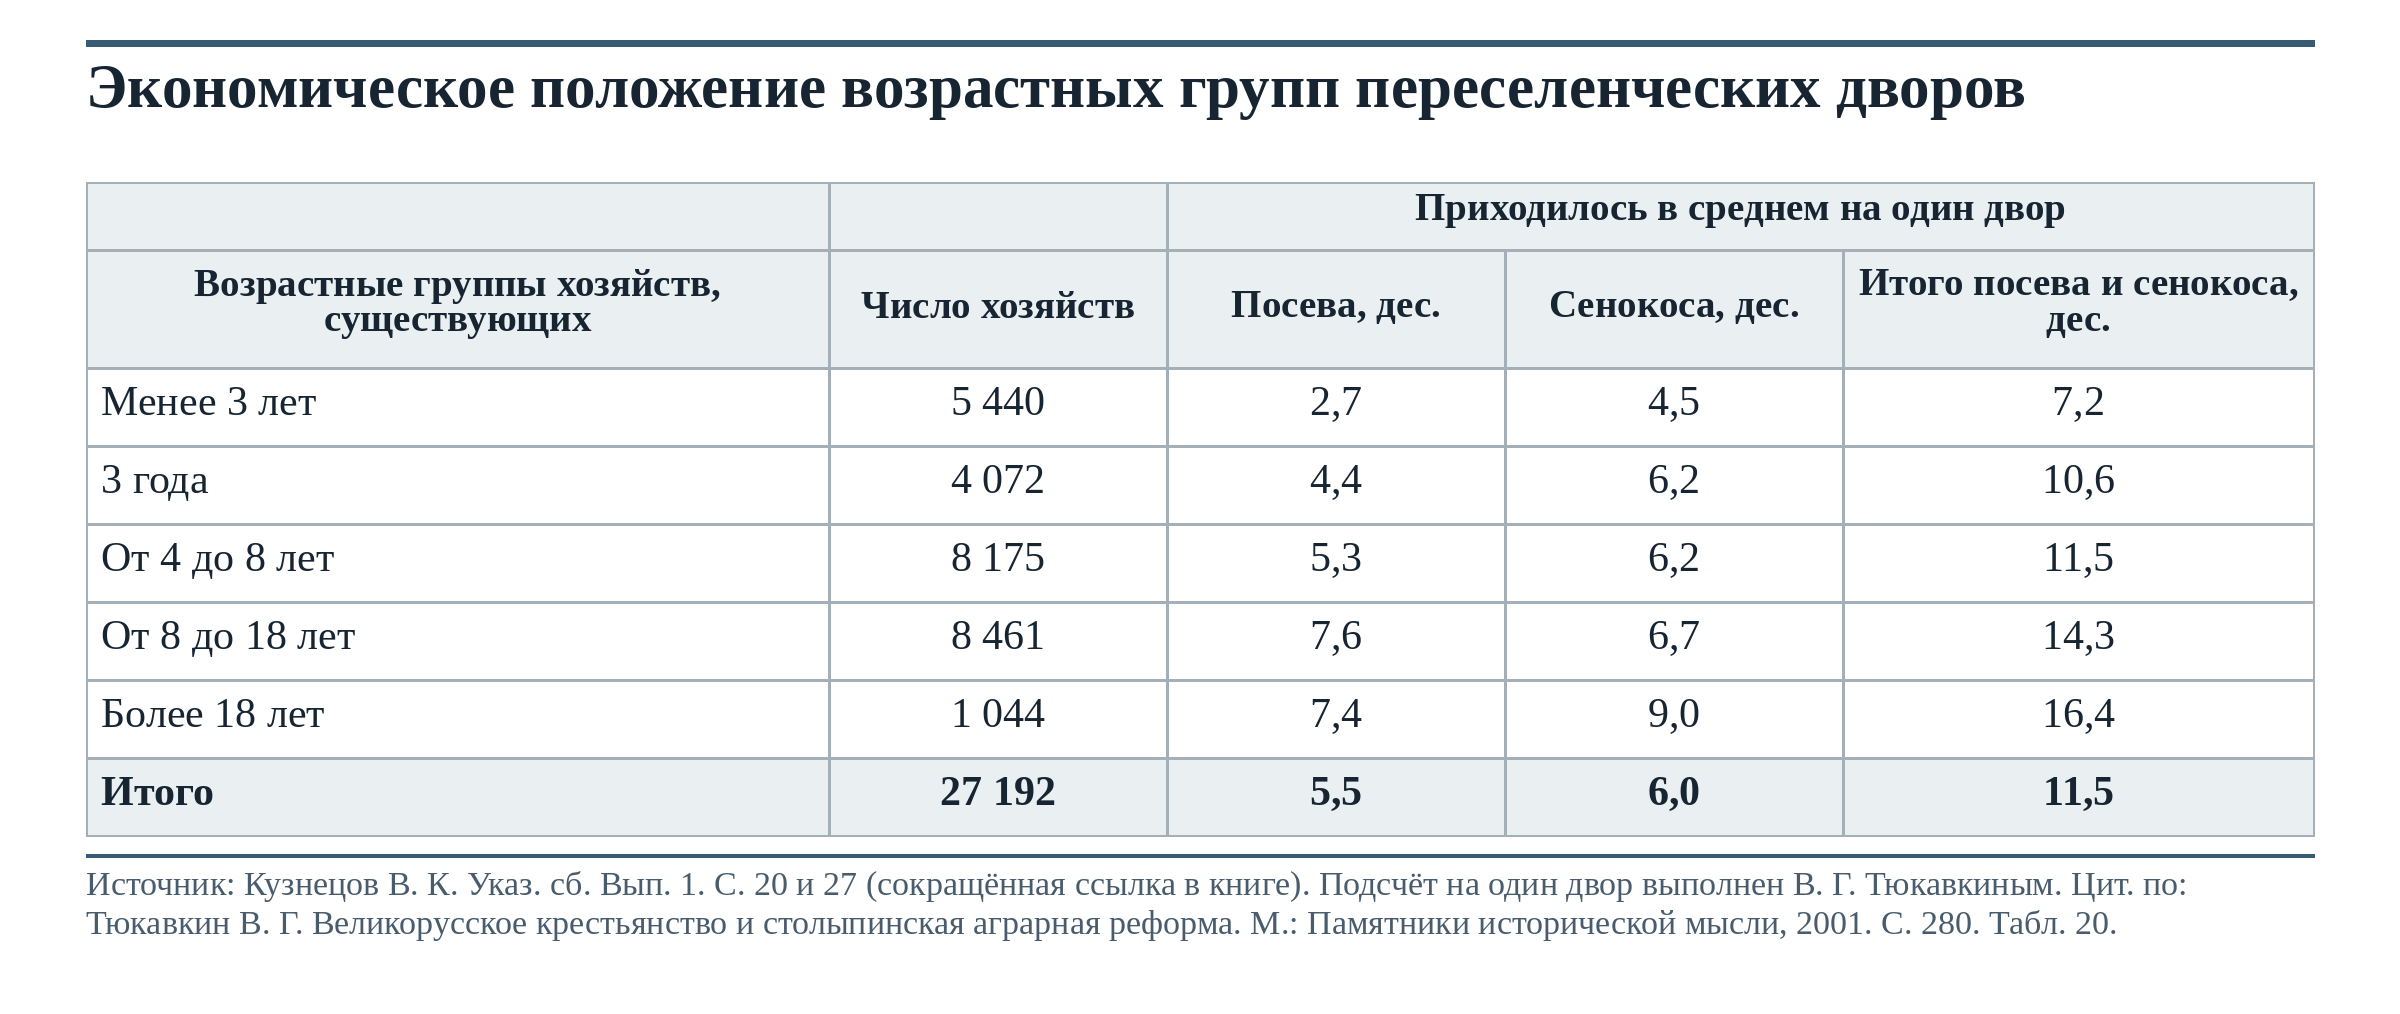 Экономическое положение возрастных групп переселенческих дворов
Приходилось в среднем на один двор
Возрастные группы хозяйств,
существующих
Число хозяйств
Посева, дес.
Сенокоса, дес.
Итого посева и сенокоса,
дес.
Менее 3 лет 5 440 2,7 4,5 7,2
3 года 4 072 4,4 6,2 10,6
От 4 до 8 лет 8 175 5,3 6,2 11,5
От 8 до 18 лет 8 461 7,6 6,7 14,3
Более 18 лет 1 044 7,4 9,0 16,4
Итого 27 192 5,5 6,0 11,5
Источник: Кузнецов В. К. Указ. сб. Вып. 1. С. 20 и 27 (сокращённая ссылка в книге). Подсчёт на один двор выполнен В. Г. Тюкавкиным. Цит. по:
Тюкавкин В. Г. Великорусское крестьянство и столыпинская аграрная реформа. М.: Памятники исторической мысли, 2001. С. 280. Табл. 20.